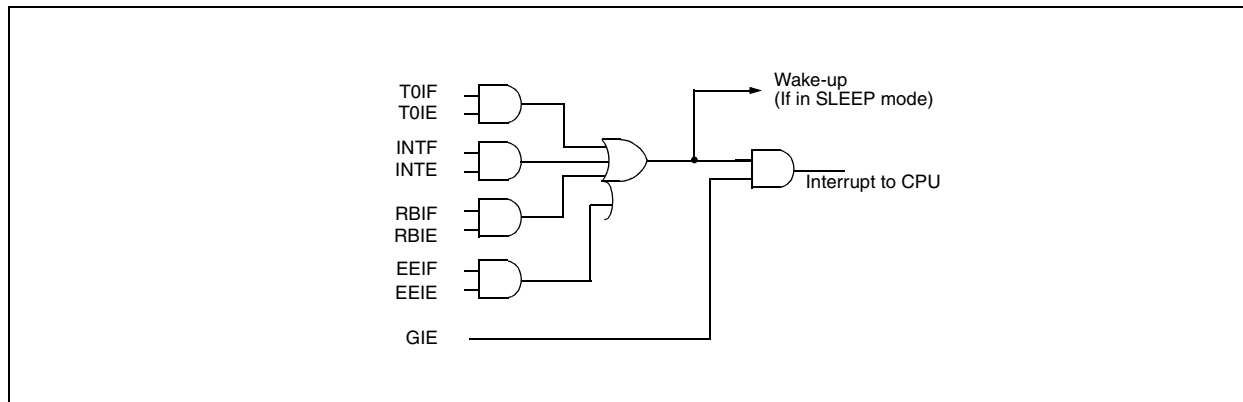 T0IF
T0IE
INTF
INTE
RBIF
RBIE
EEIF
EEIE
GIE
Wake-up
(If in SLEEP mode)
Interrupt to CPU